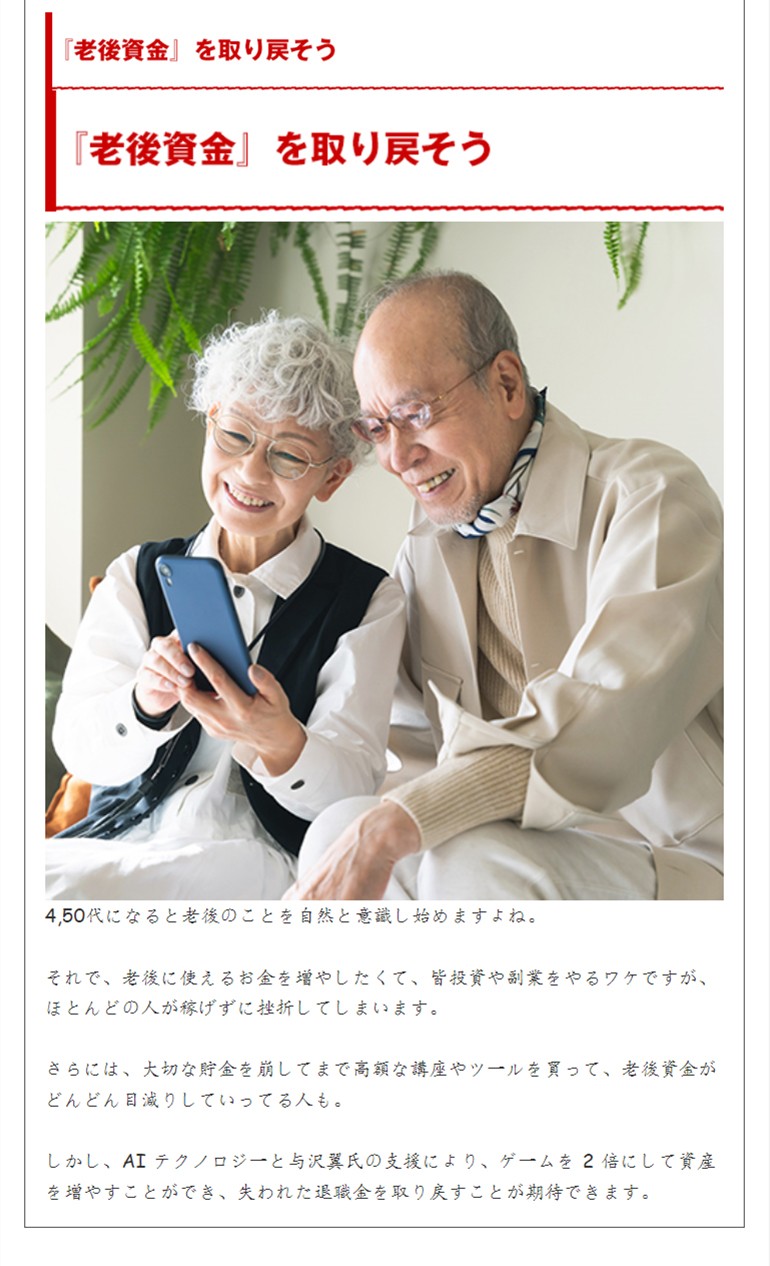 『老後資金』を取り戻そう
『老後資金』を取り戻そう
4,50代になると老後のことを自然と意識し始めますよね。
それで、老後に使えるお金を増やしたくて、皆投資や副業をやるワケですが、
ほとんどの人が稼げずに挫折してしまいます。
さらには、大切な貯金を崩してまで高額な講座やツールを買って、老後資金が
どんどん目減りしていってる人も。
しかし、AI テクノロジーと与沢翼氏の支援により、ゲームを 2 倍にして資産
を増やすことができ、失われた退職金を取り戻すことが期待できます。